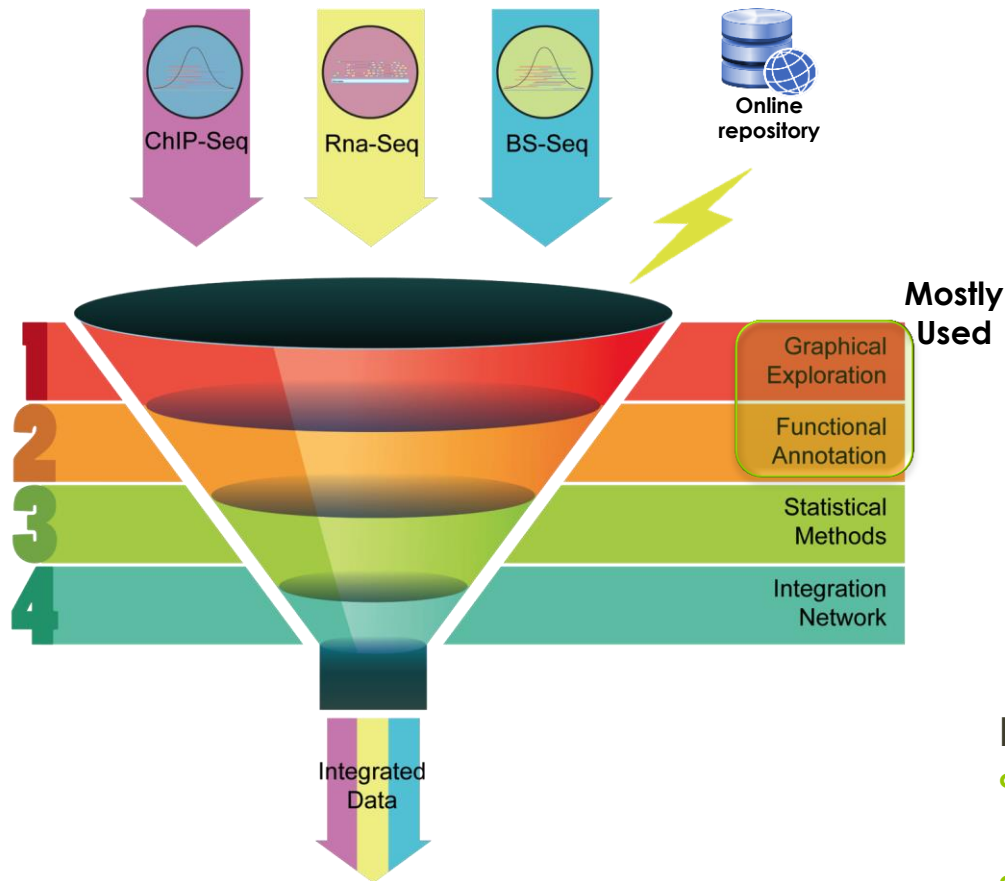 ChIP-Seq
Rna-Seq
BS-Seq
Online
repository
Mostly
Used
1
Graphical
Exploration
2
Functional
Annotation
3
Statistical
Methods
4
Integration
Network
Integrated
Data